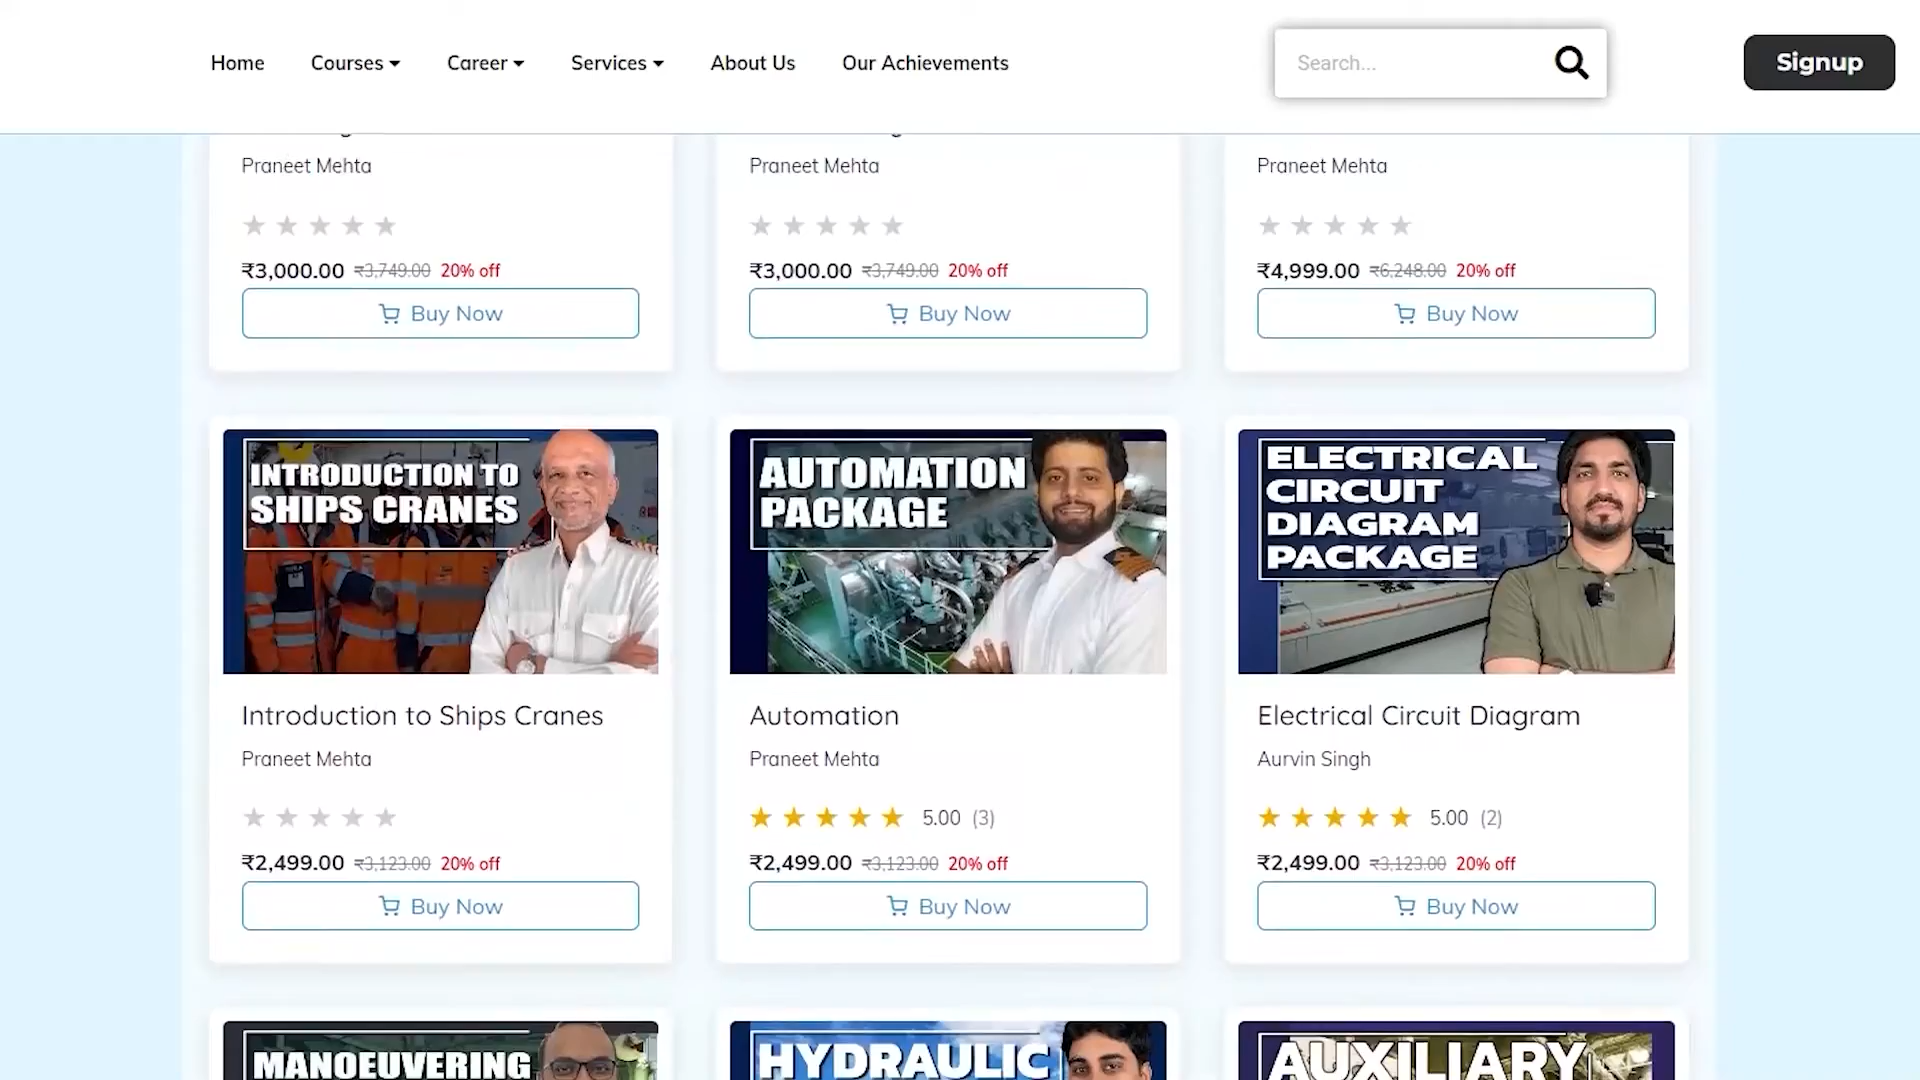 Home Courses Career Services About Us Our Achievements Search... Signup
Praneet Mehta Praneet Mehta Praneet Mehta
₹3,000.00 ₹3,749.00 20% off ₹3,000.00 ₹3,749.00 20% off ₹4,999.00 ₹6,248.00 20% off
Buy Now Buy Now Buy Now
INTRODUCTION TO
SHIPS CRANES
AUTOMATION
PACKAGE
ELECTRICAL
CIRCUIT
DIAGRAM
PACKAGE
Introduction to Ships Cranes Automation Electrical Circuit Diagram
Praneet Mehta Praneet Mehta Aurvin Singh
5.00 (3) 5.00 (2)
₹2,499.00 ₹3,123.00 20% off ₹2,499.00 ₹3,123.00 20% off ₹2,499.00 ₹3,123.00 20% off
Buy Now Buy Now Buy Now
MANOEUVERING HYDRAULIC AUXILIARY